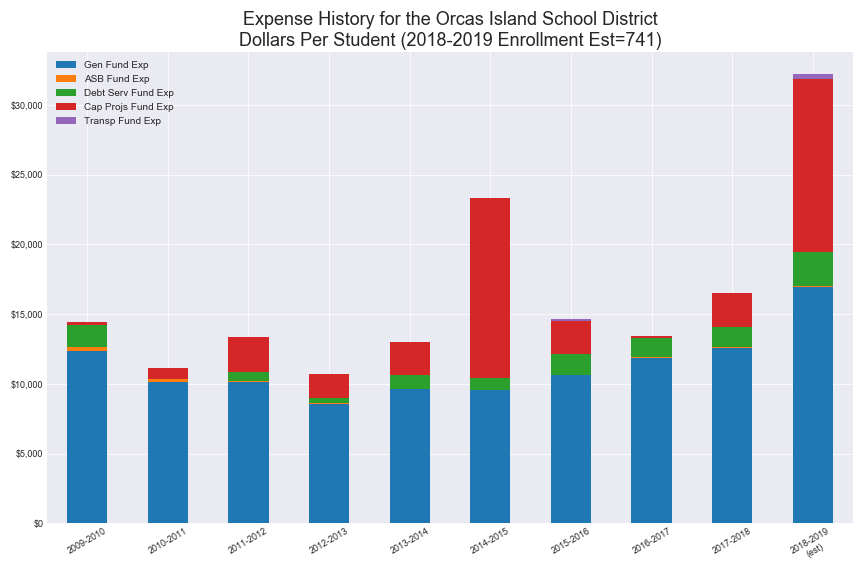 Expense History for the Orcas Island School District
Dollars Per Student (2018-2019 Enrollment Est=741)
Gen Fund Exp
ASB Fund Exp
Debt Serv Fund Exp
Cap Projs Fund Exp
Transp Fund Exp
$30,000
$25,000
$20,000
$15,000
$10,000
$5,000
$0
2009-2010
2010-2011
2011-2012
2012-2013
2013-2014
2014-2015
2015-2016
2016-2017
2017-2018
2018-2019
(est)